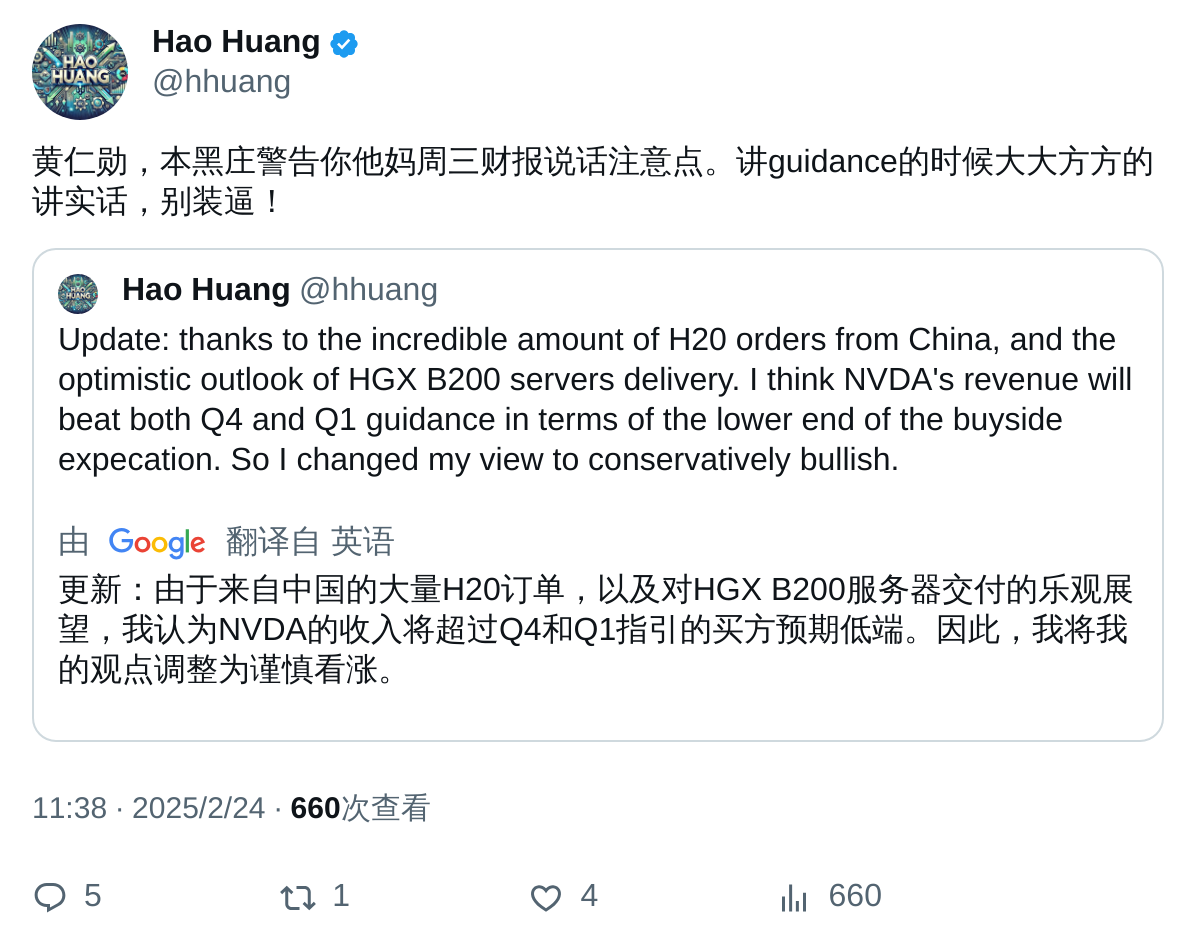 HAO
HUANG
Hao Huang
@hhuang
黄仁勋，本黑庄警告你他妈周三财报说话注意点。讲guidance的时候大大方方的
讲实话，别装逼！
HAO
HUANG
Hao Huang @hhuang
Update: thanks to the incredible amount of H20 orders from China, and the
optimistic outlook of HGX B200 servers delivery. I think NVDA's revenue will
beat both Q4 and Q1 guidance in terms of the lower end of the buyside
expecation. So I changed my view to conservatively bullish.
由 Google 翻译自 英语
更新：由于来自中国的大量H20订单，以及对HGX B200服务器交付的乐观展
望，我认为NVDA的收入将超过Q4和Q1指引的买方预期低端。因此，我将我
的观点调整为谨慎看涨。
11:38 · 2025/2/24 · 660次查看
5 1 4 660